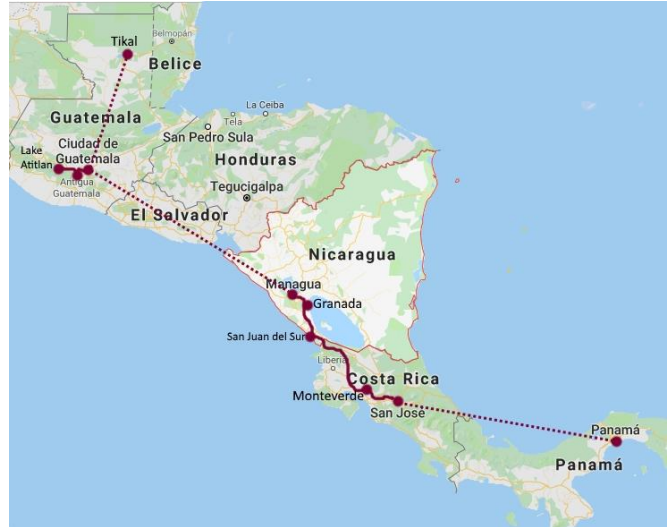 Tikal
Belmopán
Belice
La Ceiba
Tela
Guatemala
San Pedro Sula
Ciudad de
Guatemala
Lake
Atitlan
Honduras
Antigua
Guatemala
Tegucigalpa
El Salvador
Nicaragua
Managua
Granada
San Juan del Sur
Liberia
Costa Rica
Monteverde
San José
Panamá
Panamá